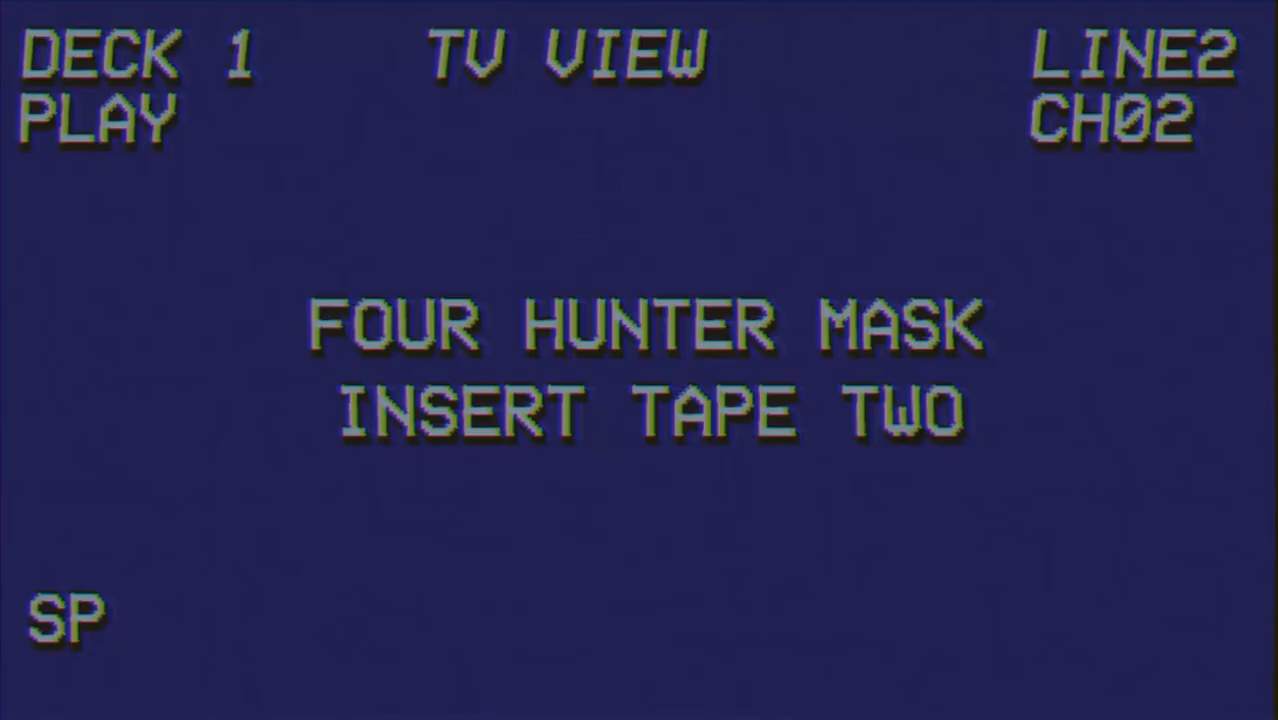 DECK 1 TV VIEW LINE2
PLAY CH02
FOUR HUNTER MASK
INSERT TAPE TWO
SP